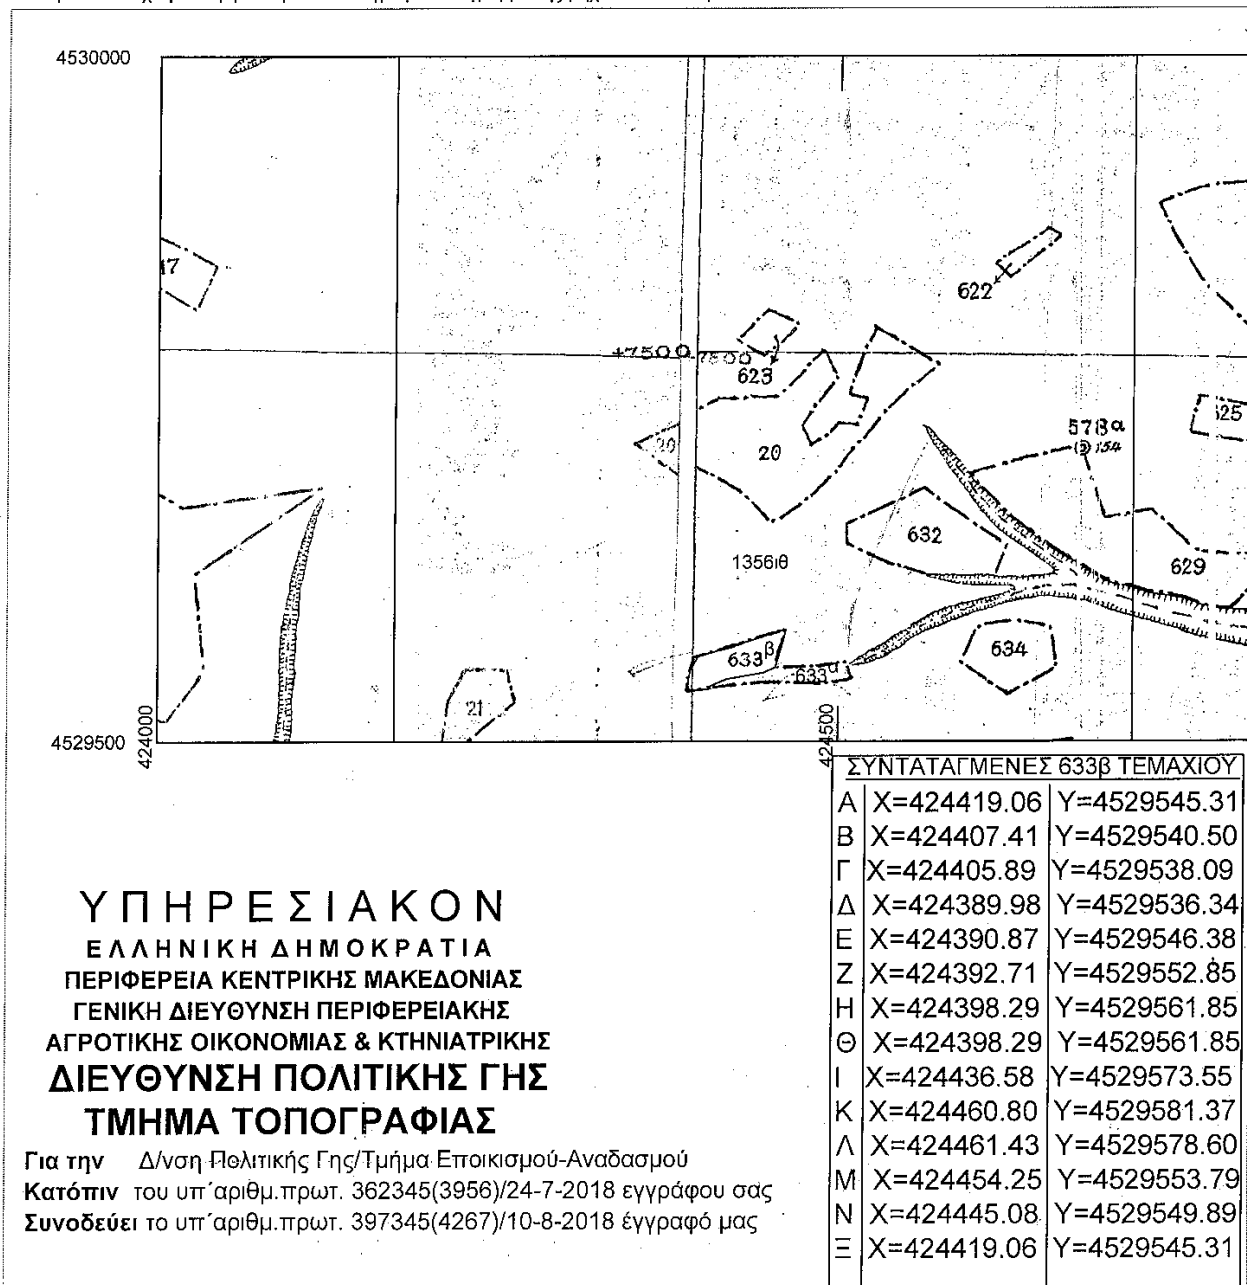 4530000
17
622
+7500
7500
623
20
20
578α
154
625
632
1356ιθ
629
633β
633α
634
21
4529500
424000
424500
ΣΥΝΤΑΤΑΓΜΕΝΕΣ 633β ΤΕΜΑΧΙΟΥ
Α Χ=424419.06 Υ=4529545.31
Β Χ=424407.41 Υ=4529540.50
Γ Χ=424405.89 Υ=4529538.09
Δ Χ=424389.98 Υ=4529536.34
Ε Χ=424390.87 Υ=4529546.38
Ζ Χ=424392.71 Υ=4529552.85
Η Χ=424398.29 Υ=4529561.85
Θ Χ=424398.29 Υ=4529561.85
Ι Χ=424436.58 Υ=4529573.55
Κ Χ=424460.80 Υ=4529581.37
Λ Χ=424461.43 Υ=4529578.60
Μ Χ=424454.25 Υ=4529553.79
Ν Χ=424445.08 Υ=4529549.89
Ξ Χ=424419.06 Υ=4529545.31
ΥΠΗΡΕΣΙΑΚΟΝ
ΕΛΛΗΝΙΚΗ ΔΗΜΟΚΡΑΤΙΑ
ΠΕΡΙΦΕΡΕΙΑ ΚΕΝΤΡΙΚΗΣ ΜΑΚΕΔΟΝΙΑΣ
ΓΕΝΙΚΗ ΔΙΕΥΘΥΝΣΗ ΠΕΡΙΦΕΡΕΙΑΚΗΣ
ΑΓΡΟΤΙΚΗΣ ΟΙΚΟΝΟΜΙΑΣ & ΚΤΗΝΙΑΤΡΙΚΗΣ
ΔΙΕΥΘΥΝΣΗ ΠΟΛΙΤΙΚΗΣ ΓΗΣ
ΤΜΗΜΑ ΤΟΠΟΓΡΑΦΙΑΣ
Για την Δ/νση Πολιτικής Γης/Τμήμα Εποικισμού-Αναδασμού
Κατόπιν του υπ΄αριθμ.πρωτ. 362345(3956)/24-7-2018 εγγράφου σας
Συνοδεύει το υπ΄αριθμ.πρωτ. 397345(4267)/10-8-2018 έγγραφό μας